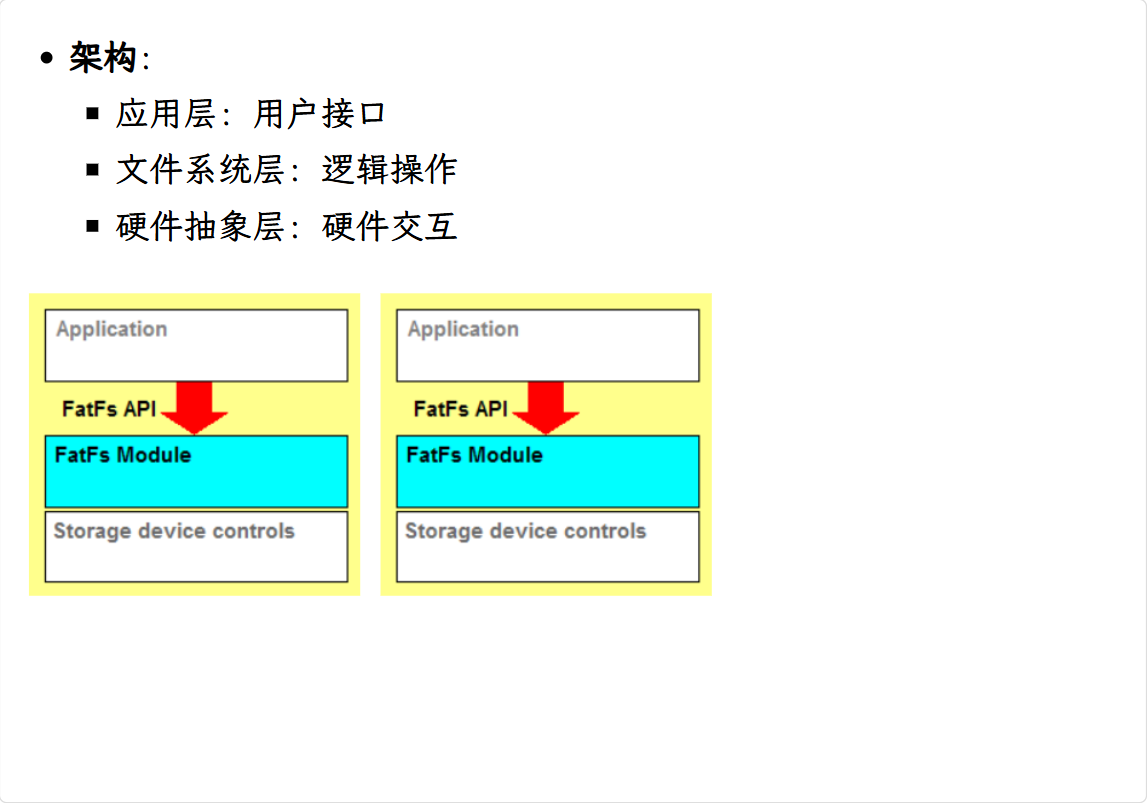 架构：
应用层：用户接口
文件系统层：逻辑操作
硬件抽象层：硬件交互
Application
FatFs API
FatFs Module
Storage device controls
Application
FatFs API
FatFs Module
Storage device controls